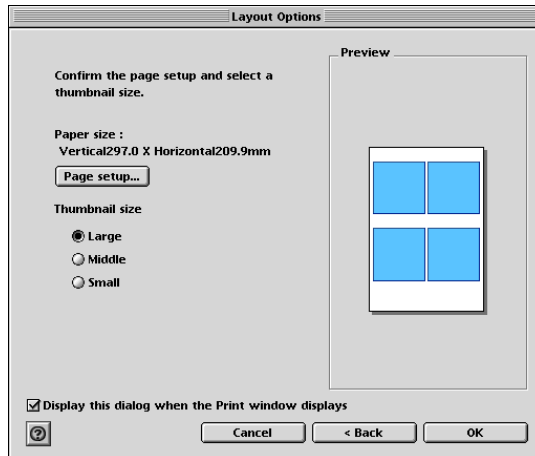 Layout Options
Confirm the page setup and select a
thumbnail size.
Paper size :
Vertical297.0 X Horizontal209.9mm
Page setup...
Thumbnail size
Large
Middle
Small
Preview
Display this dialog when the Print window displays
?
Cancel
< Back
OK